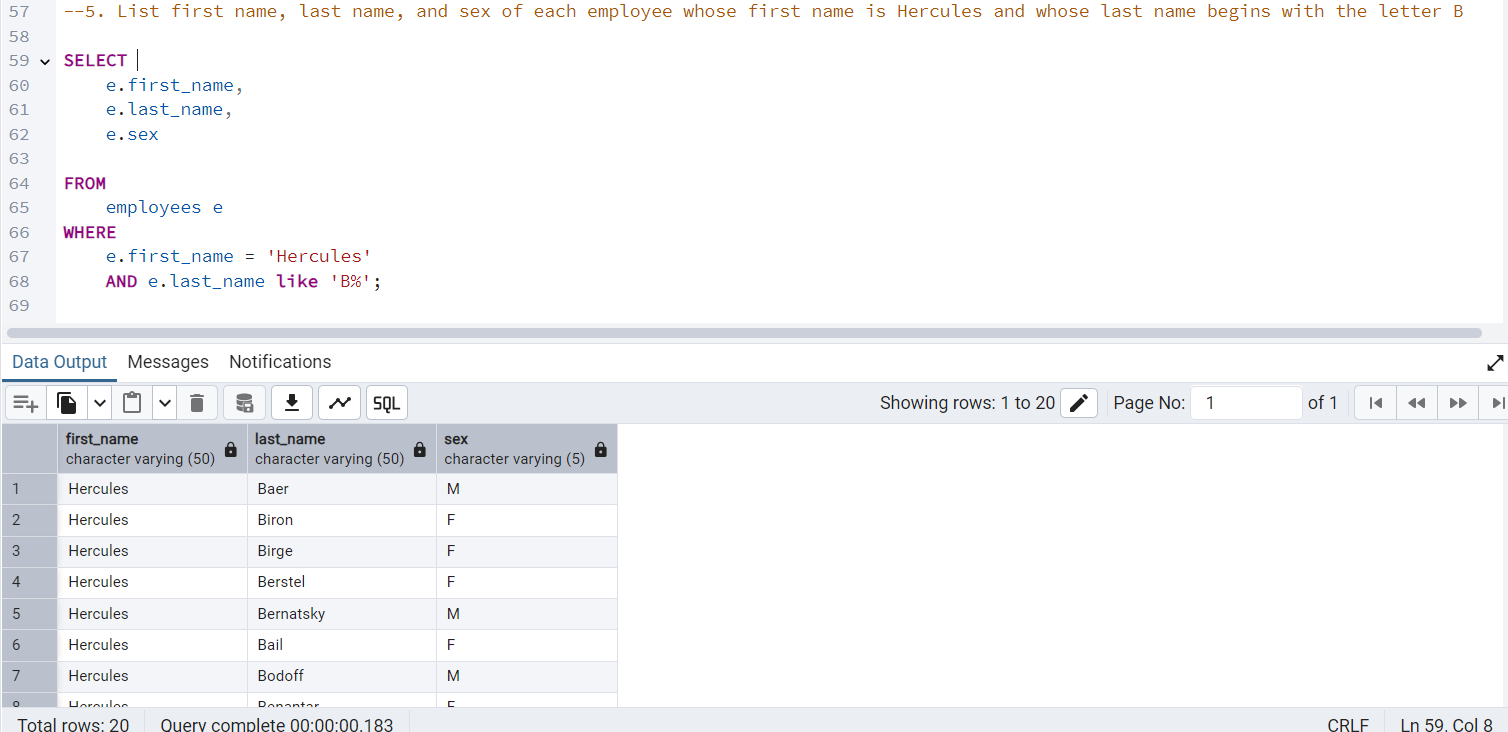 57 --5. List first name, last name, and sex of each employee whose first name is Hercules and whose last name begins with the letter B
58
59 SELECT
60 e.first_name,
61 e.last_name,
62 e.sex
63
64 FROM
65 employees e
66 WHERE
67 e.first_name = 'Hercules'
68 AND e.last_name like 'B%';
69
Data Output Messages Notifications
SQL Showing rows: 1 to 20 Page No: 1 of 1
first_name last_name sex
character varying (50) character varying (50) character varying (5)
1 Hercules Baer M
2 Hercules Biron F
3 Hercules Birge F
4 Hercules Berstel F
5 Hercules Bernatsky M
6 Hercules Bail F
7 Hercules Bodoff M
8 Hercules Benantar F
Total rows: 20 Query complete 00:00:00.183 CRLF Ln 59, Col 8